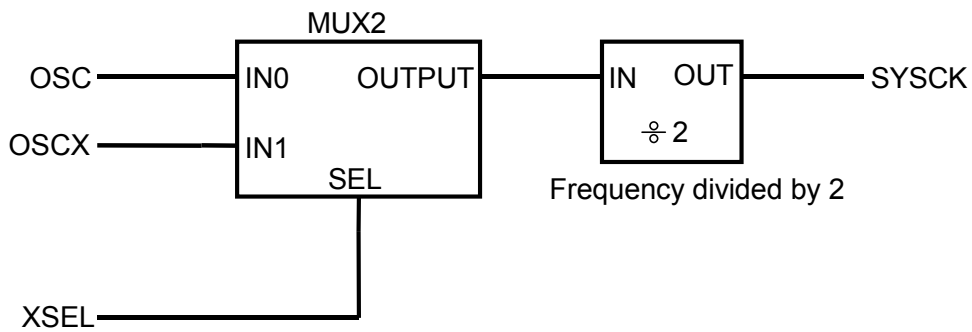 MUX2
OSC IN0 OUTPUT IN OUT SYSCK
OSCX IN1 ÷ 2
SEL
Frequency divided by 2
XSEL